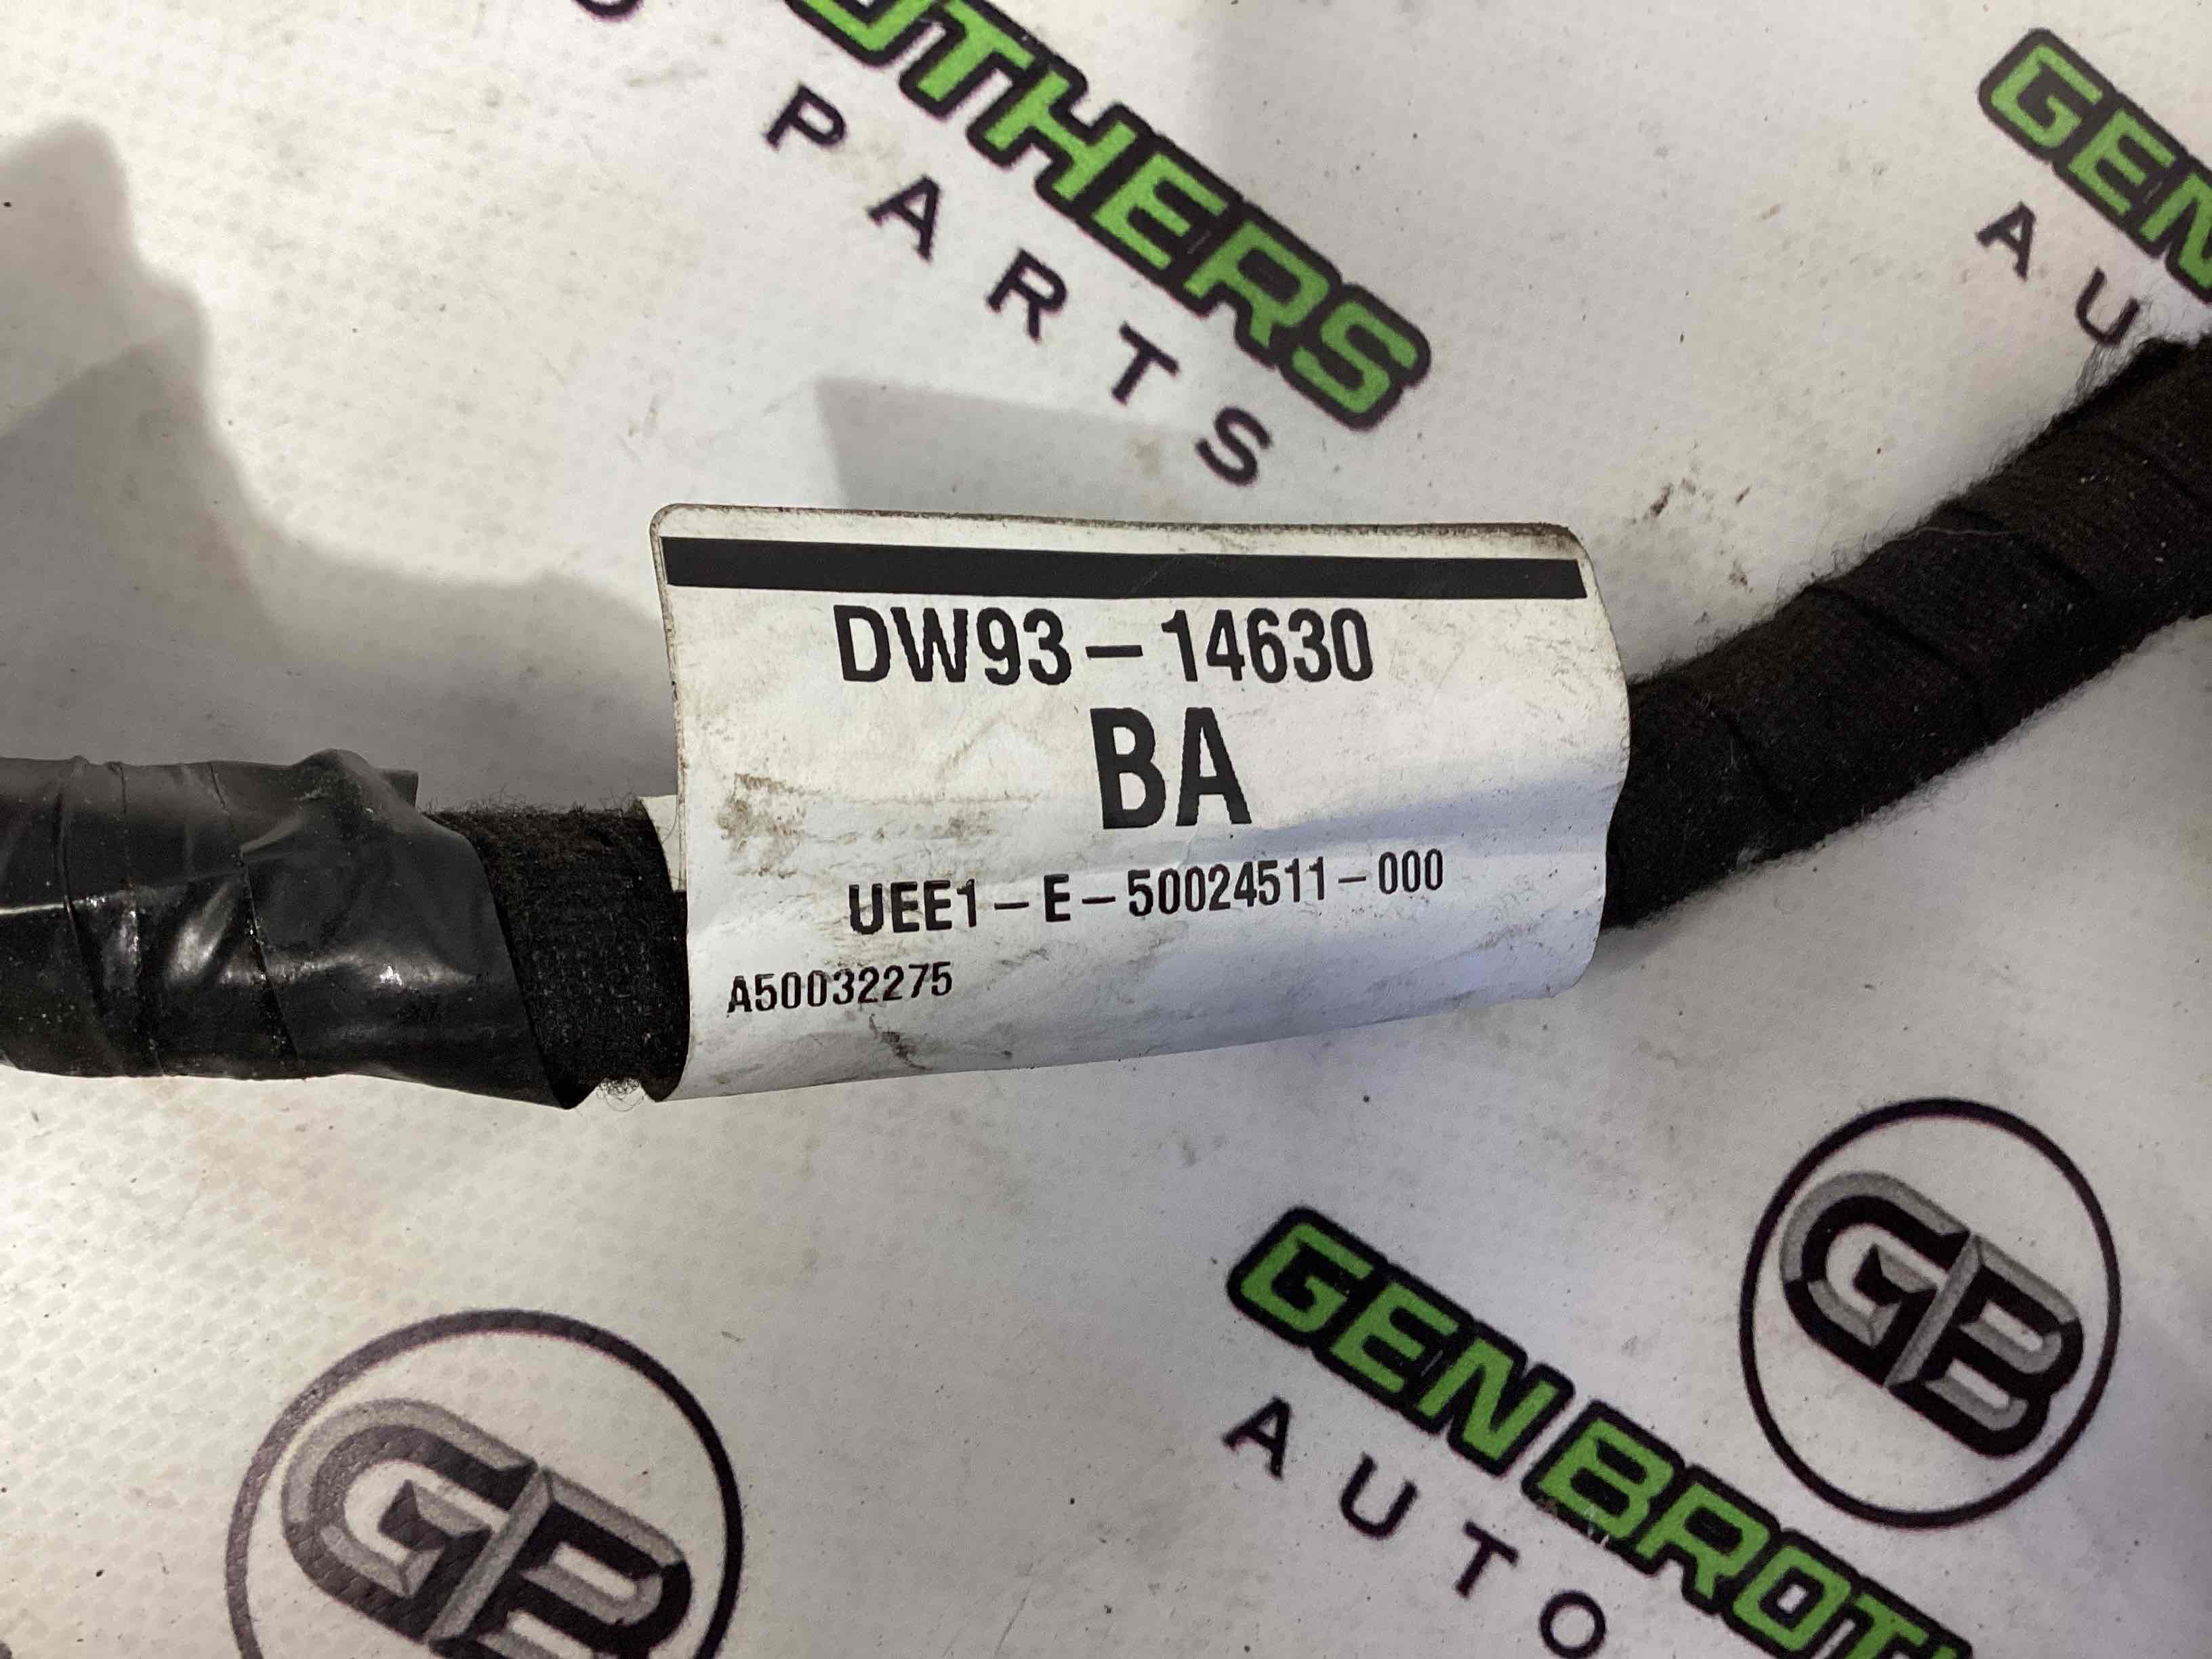 OTHERS
PARTS
GEN
AU
DW93-14630
BA
UEE1-E-50024511-000
A50032275
GB
GB
GEN BROT
AUTO